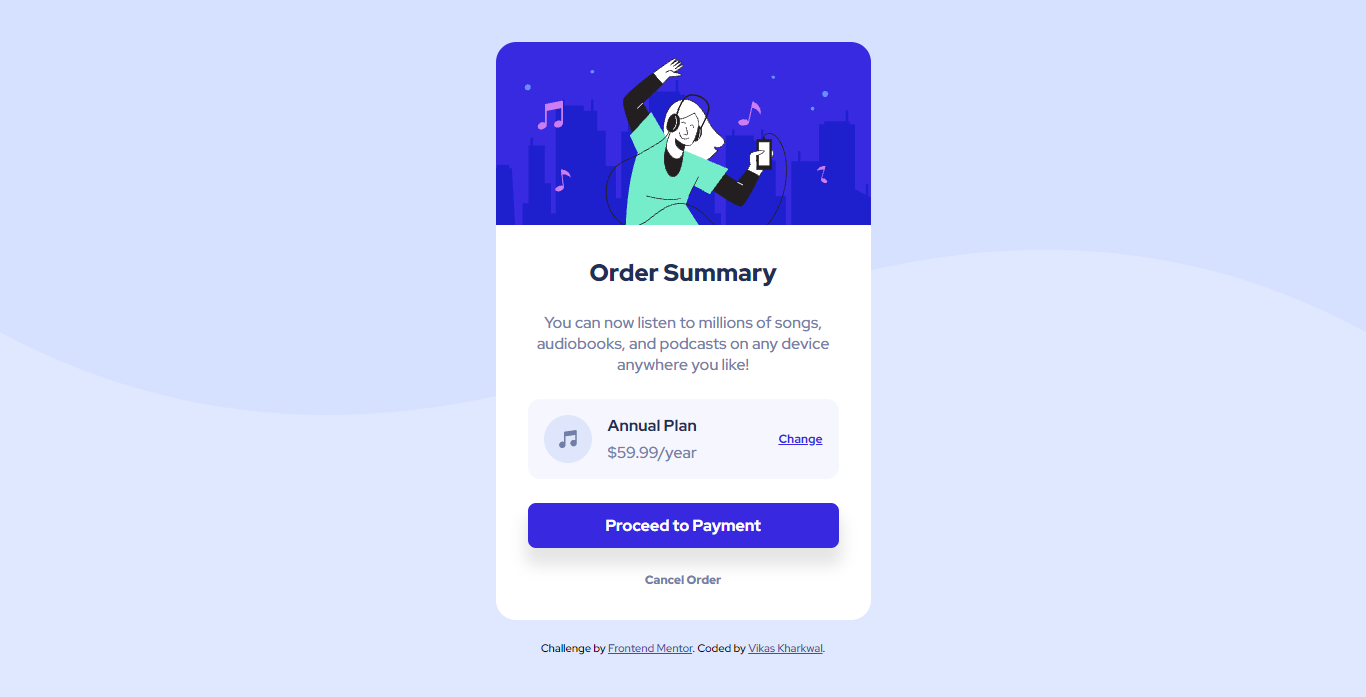 Order Summary
You can now listen to millions of songs,
audiobooks, and podcasts on any device
anywhere you like!
Annual Plan
$59.99/year
Change
Proceed to Payment
Cancel Order
Challenge by Frontend Mentor. Coded by Vikas Kharkwal.